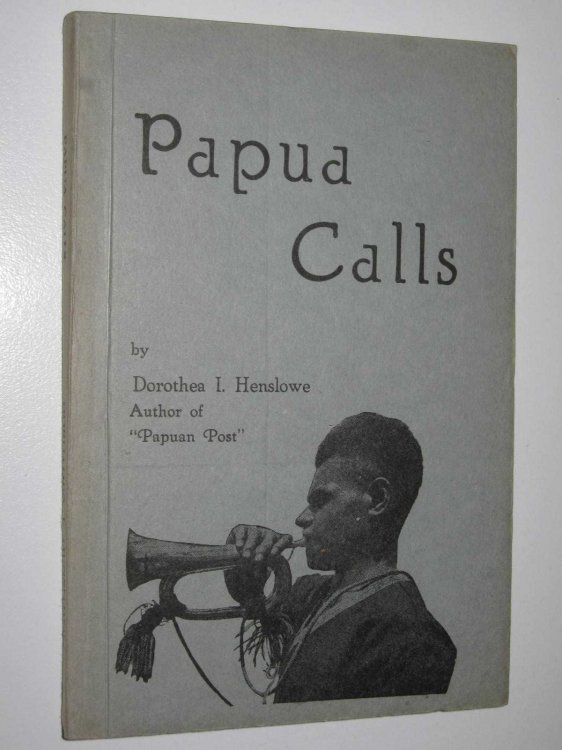 Papua
Calls
by
Dorothea I. Henslowe
Author of
"Papuan Post"